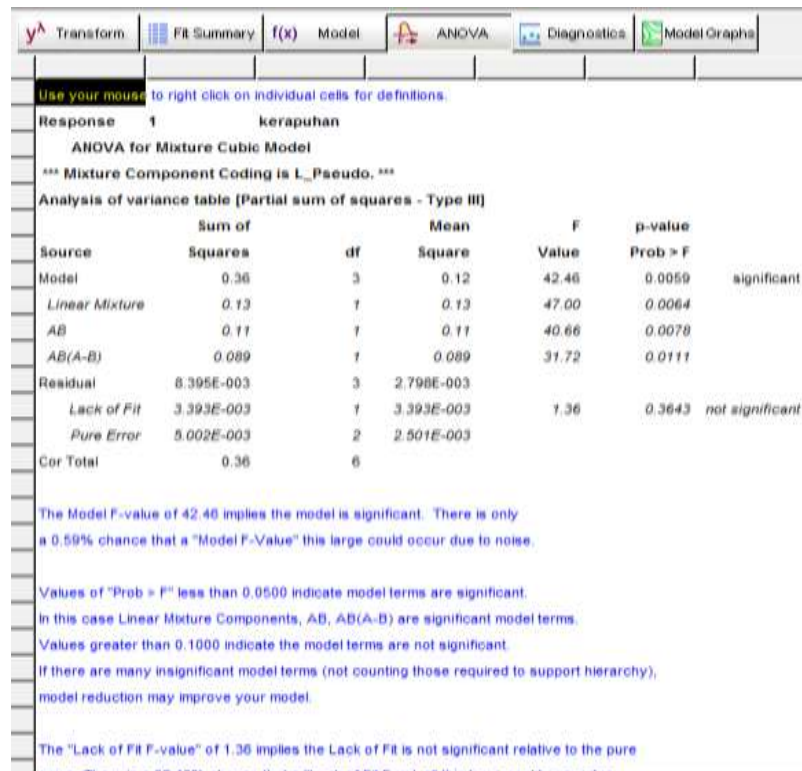 yλ Transform Fit Summary f(x) Model ANOVA Diagnostics Model Graphs
Use your mouse to right click on individual cells for definitions.
Response 1 kerapuhan
ANOVA for Mixture Cubic Model
*** Mixture Component Coding is L_Pseudo. ***
Analysis of variance table [Partial sum of squares - Type III]
Sum of Mean F p-value
Source Squares df Square Value Prob > F
Model 0.36 3 0.12 42.46 0.0059 significant
Linear Mixture 0.13 1 0.13 47.00 0.0064
AB 0.11 1 0.11 40.66 0.0078
AB(A-B) 0.089 1 0.089 31.72 0.0111
Residual 8.395E-003 3 2.798E-003
Lack of Fit 3.393E-003 1 3.393E-003 1.36 0.3643 not significant
Pure Error 5.002E-003 2 2.501E-003
Cor Total 0.36 6
The Model F-value of 42.46 implies the model is significant. There is only
a 0.59% chance that a "Model F-Value" this large could occur due to noise.
Values of "Prob > F" less than 0.0500 indicate model terms are significant.
In this case Linear Mixture Components, AB, AB(A-B) are significant model terms.
Values greater than 0.1000 indicate the model terms are not significant.
If there are many insignificant model terms (not counting those required to support hierarchy),
model reduction may improve your model.
The "Lack of Fit F-value" of 1.36 implies the Lack of Fit is not significant relative to the pure